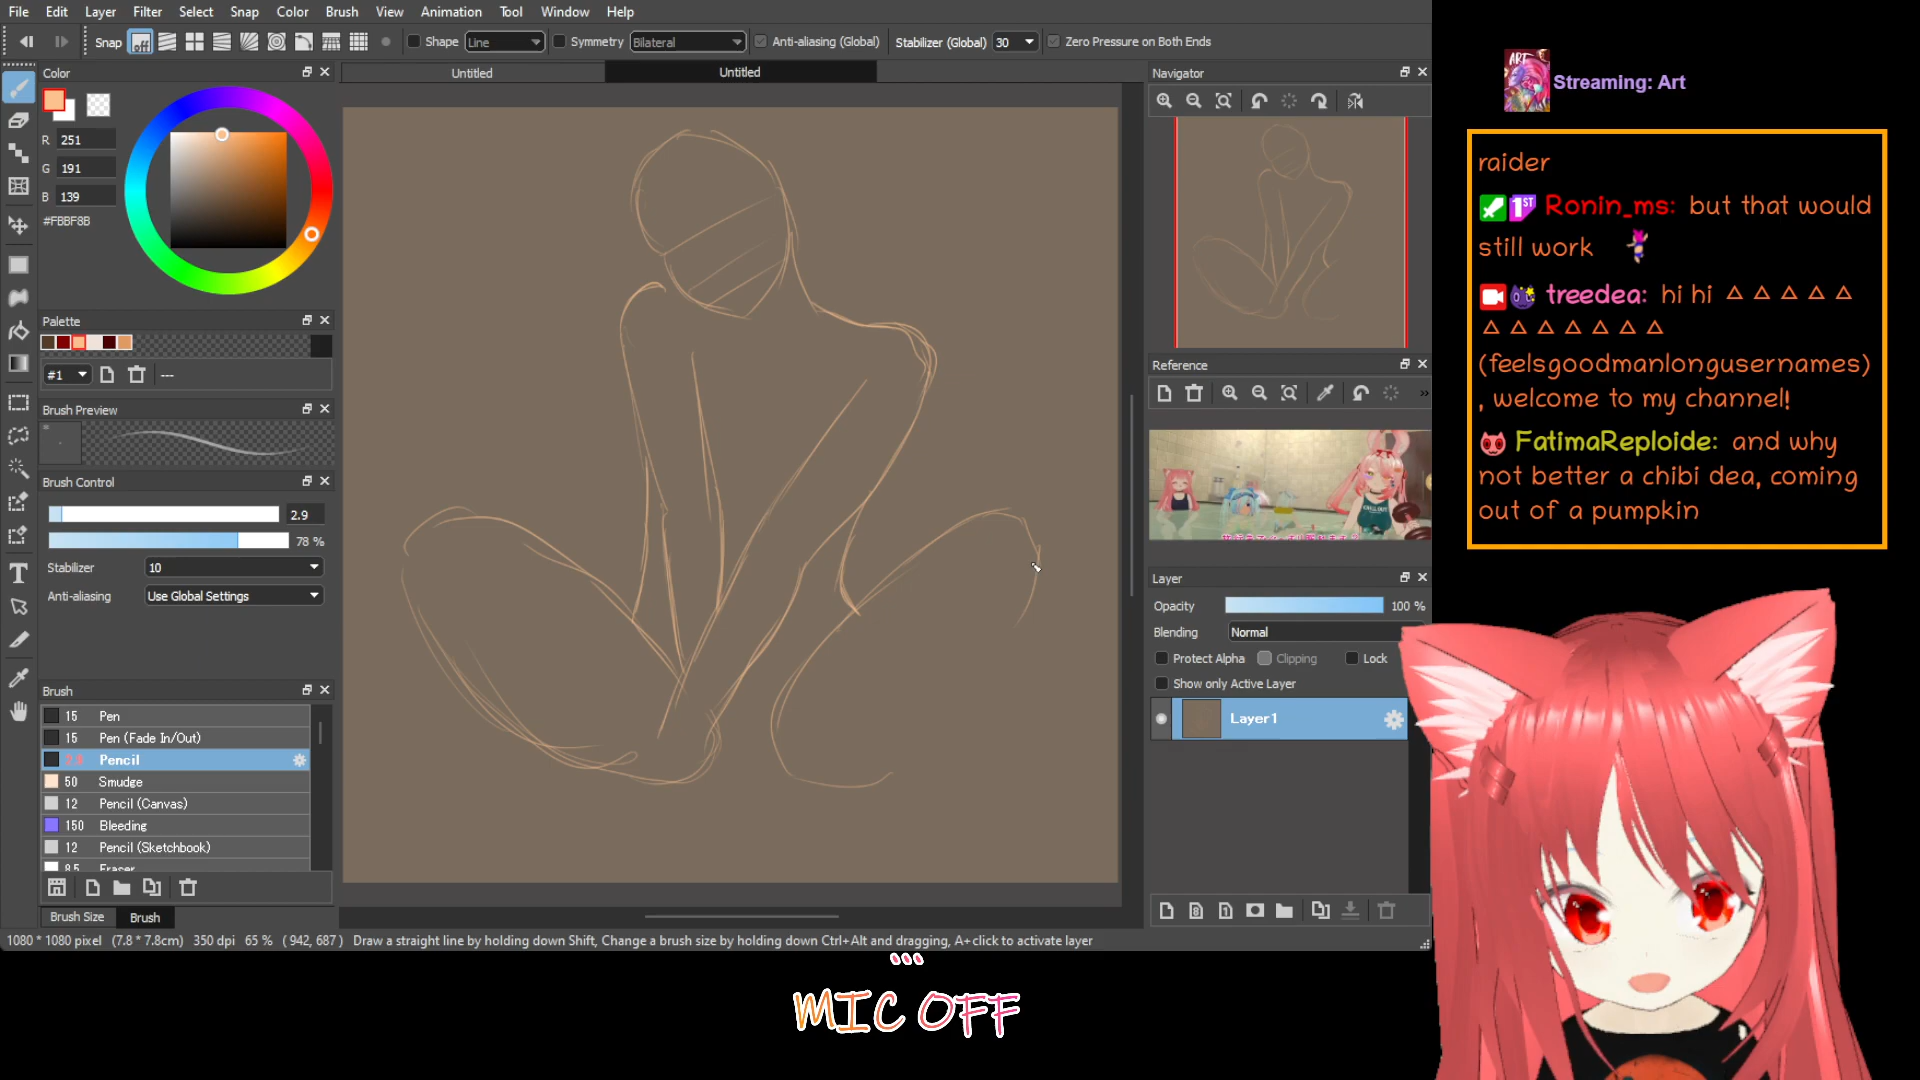 File Edit Layer Filter Select Snap Color Brush View Animation Tool Window Help
Snap off Shape Line Symmetry Bilateral Anti-aliasing (Global) Stabilizer (Global) 30 Zero Pressure on Both Ends
Color
Untitled
Untitled
R 251
G 191
B 139
#FBBF8B
Palette
#1 ---
Brush Preview
Brush Control
2.9
78 %
Stabilizer 10
Anti-aliasing Use Global Settings
Brush
15 Pen
15 Pen (Fade In/Out)
2.9 Pencil
50 Smudge
12 Pencil (Canvas)
150 Bleeding
12 Pencil (Sketchbook)
8.5 Eraser
Brush Size Brush
1080 * 1080 pixel (7.8 * 7.8cm) 350 dpi 65 % ( 942, 687 ) Draw a straight line by holding down Shift, Change a brush size by holding down Ctrl+Alt and dragging, A+click to activate layer
Navigator
Reference
CHILLOUT
Layer
Opacity 100 %
Blending Normal
Protect Alpha Clipping Lock
Show only Active Layer
Layer1
ART
Streaming: Art
raider
1ST Ronin_ms: but that would
still work
treedea: hi hi △ △ △ △ △
△ △ △ △ △ △ △
(feelsgoodmanlongusernames)
, welcome to my channel!
FatimaReploide: and why
not better a chibi dea, coming
out of a pumpkin
...
MIC OFF